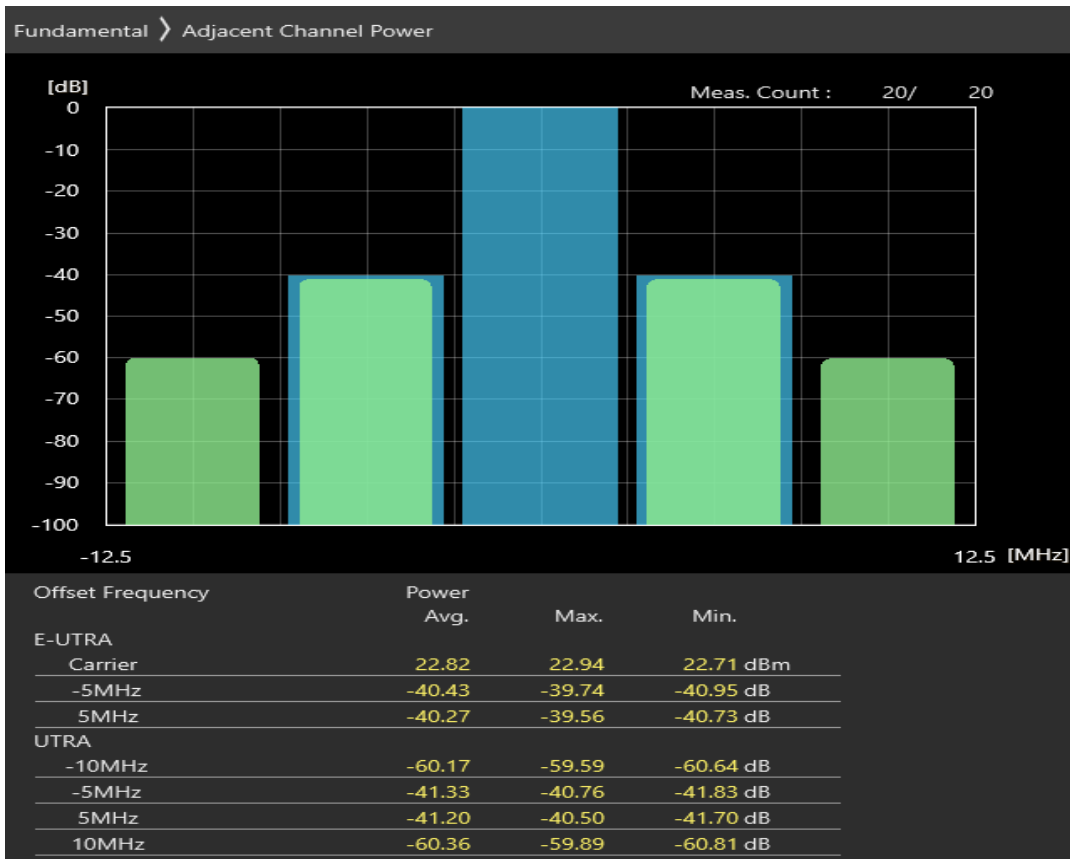 Fundamental 〉 Adjacent Channel Power
[dB]
Meas. Count : 20/ 20
0
-10
-20
-30
-40
-50
-60
-70
-80
-90
-100
-12.5 12.5 [MHz]
Offset Frequency Power
Avg. Max. Min.
E-UTRA
Carrier 22.82 22.94 22.71 dBm
-5MHz -40.43 -39.74 -40.95 dB
5MHz -40.27 -39.56 -40.73 dB
UTRA
-10MHz -60.17 -59.59 -60.64 dB
-5MHz -41.33 -40.76 -41.83 dB
5MHz -41.20 -40.50 -41.70 dB
10MHz -60.36 -59.89 -60.81 dB